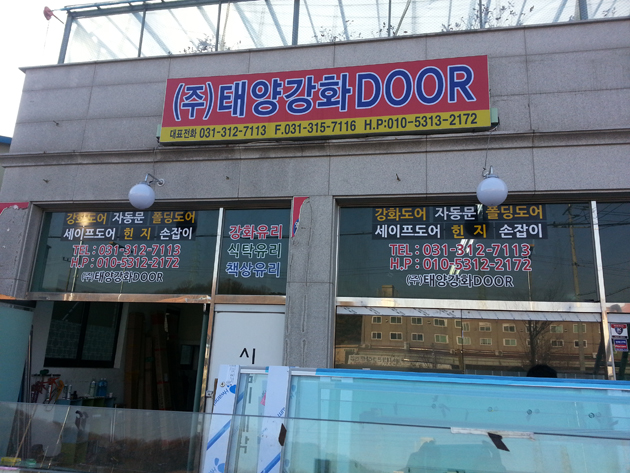 (주)태양강화DOOR
대표전화 031-312-7113 F.031-315-7116 H.P:010-5313-2172
강화도어 자동문 폴딩도어
세이프도어 힌지 손잡이
TEL : 031-312-7113
H,P : 010-5312-2172
(주)태양강화DOOR
강화유리
식탁유리
책상유리
강화도어 자동문 폴딩도어
세이프도어 힌지 손잡이
TEL : 031-312-7113
H,P : 010-5312-2172
(주)태양강화DOOR
시